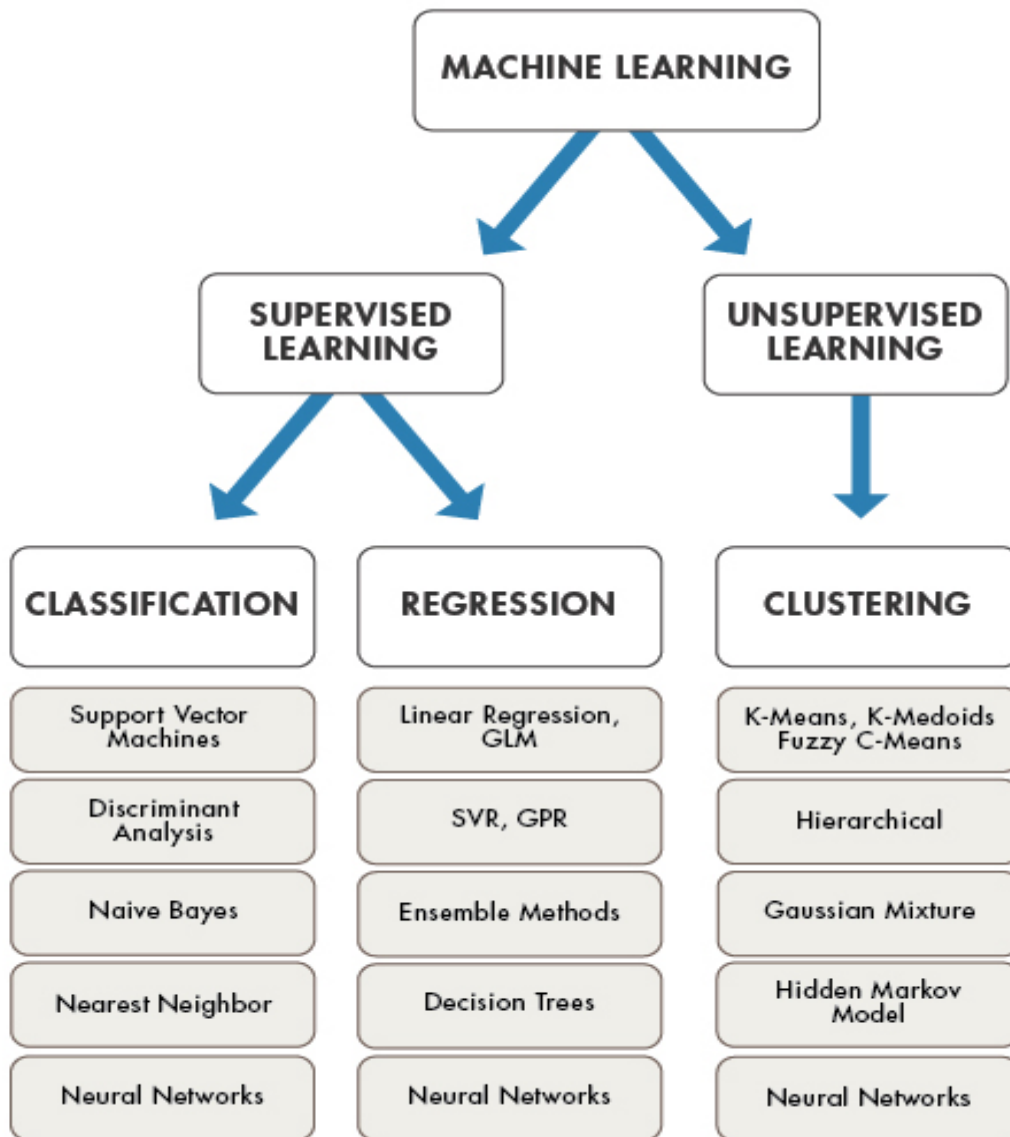 MACHINE LEARNING
SUPERVISED
LEARNING
UNSUPERVISED
LEARNING
CLASSIFICATION
Support Vector
Machines
Discriminant
Analysis
Naive Bayes
Nearest Neighbor
Neural Networks
REGRESSION
Linear Regression,
GLM
SVR, GPR
Ensemble Methods
Decision Trees
Neural Networks
CLUSTERING
K-Means, K-Medoids
Fuzzy C-Means
Hierarchical
Gaussian Mixture
Hidden Markov
Model
Neural Networks